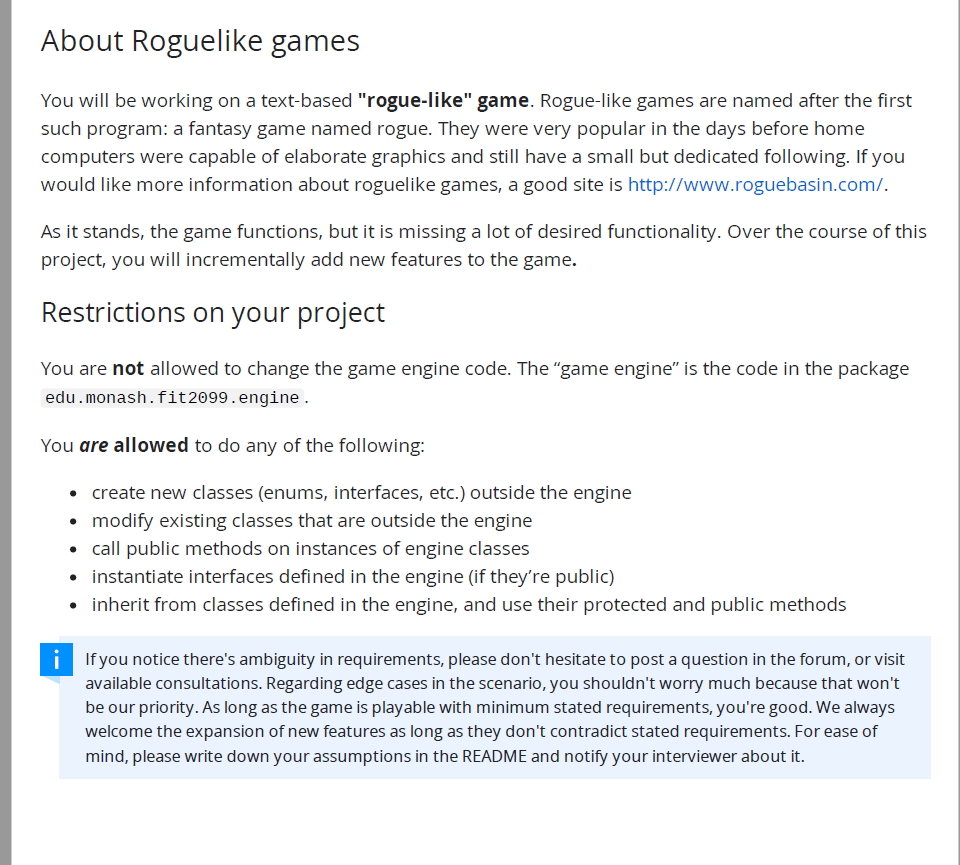 About Roguelike games
You will be working on a text-based "rogue-like" game. Rogue-like games are named after the first
such program: a fantasy game named rogue. They were very popular in the days before home
computers were capable of elaborate graphics and still have a small but dedicated following. If you
would like more information about roguelike games, a good site is http://www.roguebasin.com/.
As it stands, the game functions, but it is missing a lot of desired functionality. Over the course of this
project, you will incrementally add new features to the game.
Restrictions on your project
You are not allowed to change the game engine code. The “game engine” is the code in the package
edu.monash.fit2099.engine.
You are allowed to do any of the following:
• create new classes (enums, interfaces, etc.) outside the engine
• modify existing classes that are outside the engine
• call public methods on instances of engine classes
• instantiate interfaces defined in the engine (if they’re public)
• inherit from classes defined in the engine, and use their protected and public methods
i
If you notice there's ambiguity in requirements, please don't hesitate to post a question in the forum, or visit
available consultations. Regarding edge cases in the scenario, you shouldn't worry much because that won't
be our priority. As long as the game is playable with minimum stated requirements, you're good. We always
welcome the expansion of new features as long as they don't contradict stated requirements. For ease of
mind, please write down your assumptions in the README and notify your interviewer about it.